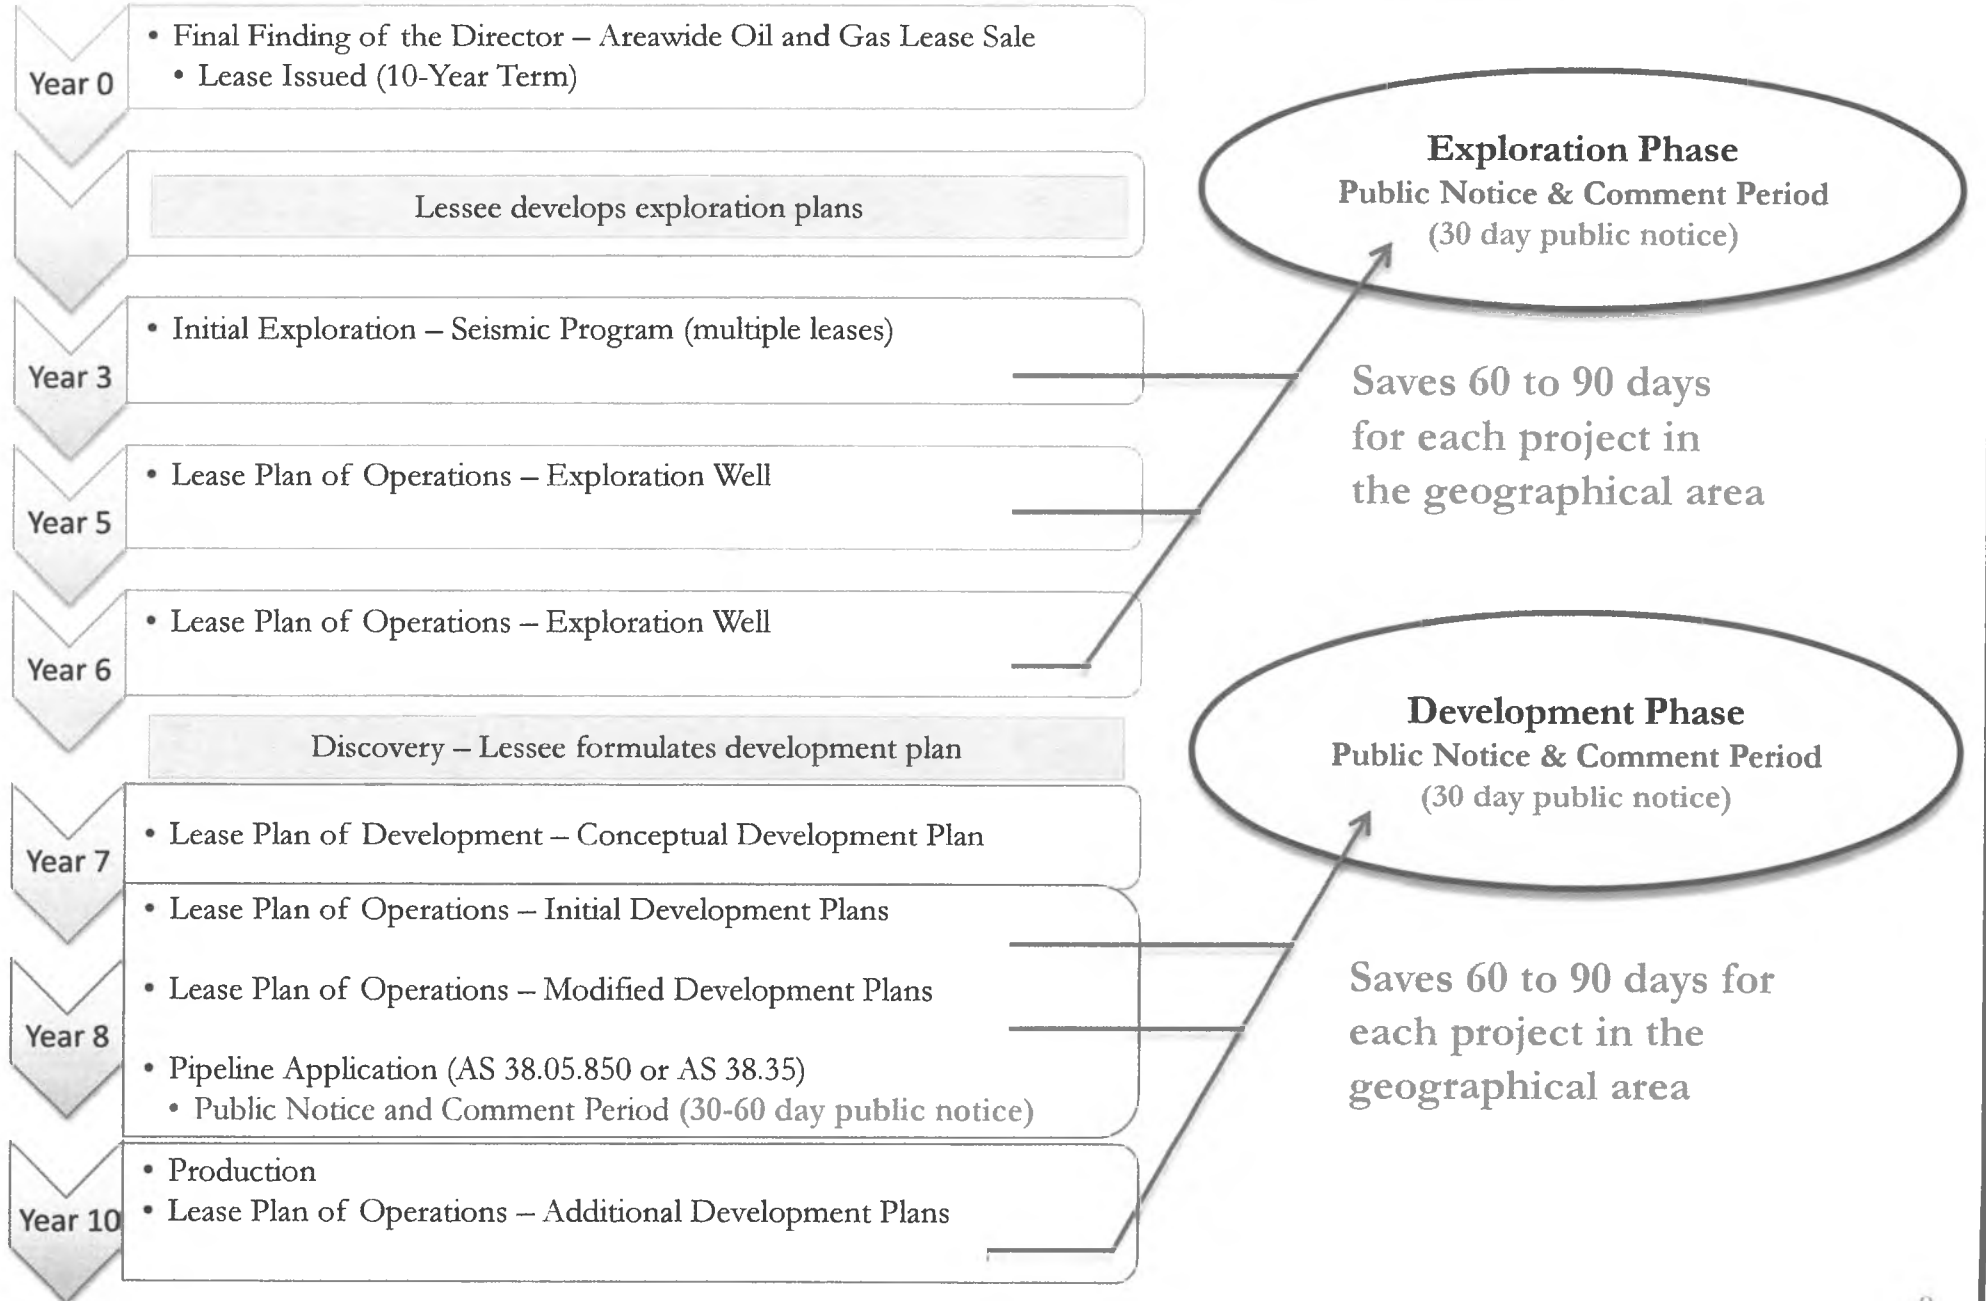 Year 0
• Final Finding of the Director – Areawide Oil and Gas Lease Sale
• Lease Issued (10-Year Term)
Lessee develops exploration plans
Year 3
• Initial Exploration – Seismic Program (multiple leases)
Year 5
• Lease Plan of Operations – Exploration Well
Year 6
• Lease Plan of Operations – Exploration Well
Discovery – Lessee formulates development plan
Year 7
• Lease Plan of Development – Conceptual Development Plan
• Lease Plan of Operations – Initial Development Plans
Year 8
• Lease Plan of Operations – Modified Development Plans
• Pipeline Application (AS 38.05.850 or AS 38.35)
• Public Notice and Comment Period (30-60 day public notice)
Year 10
• Production
• Lease Plan of Operations – Additional Development Plans
Exploration Phase
Public Notice & Comment Period
(30 day public notice)
Saves 60 to 90 days
for each project in
the geographical area
Development Phase
Public Notice & Comment Period
(30 day public notice)
Saves 60 to 90 days for
each project in the
geographical area